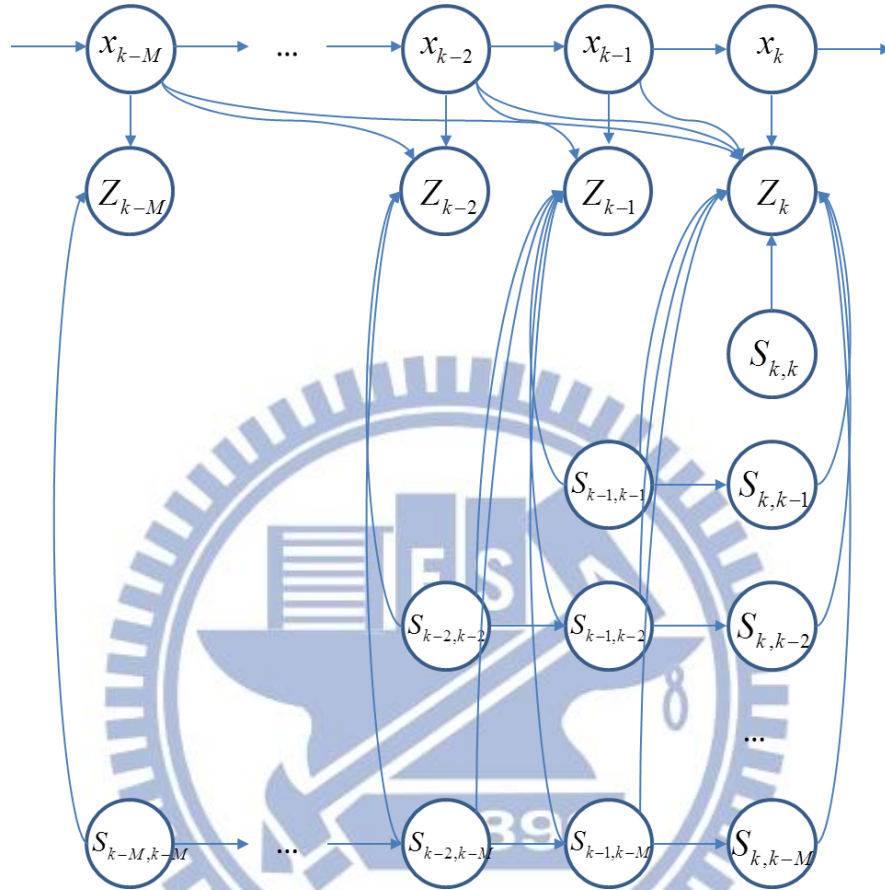 x_{k-M} ... x_{k-2} x_{k-1} x_k
Z_{k-M} Z_{k-2} Z_{k-1} Z_k
S_{k,k}
S_{k-1,k-1} S_{k,k-1}
ES
S_{k-2,k-2} S_{k-1,k-2} S_{k,k-2}
...
S_{k-M,k-M} ... S_{k-2,k-M} S_{k-1,k-M} S_{k,k-M}